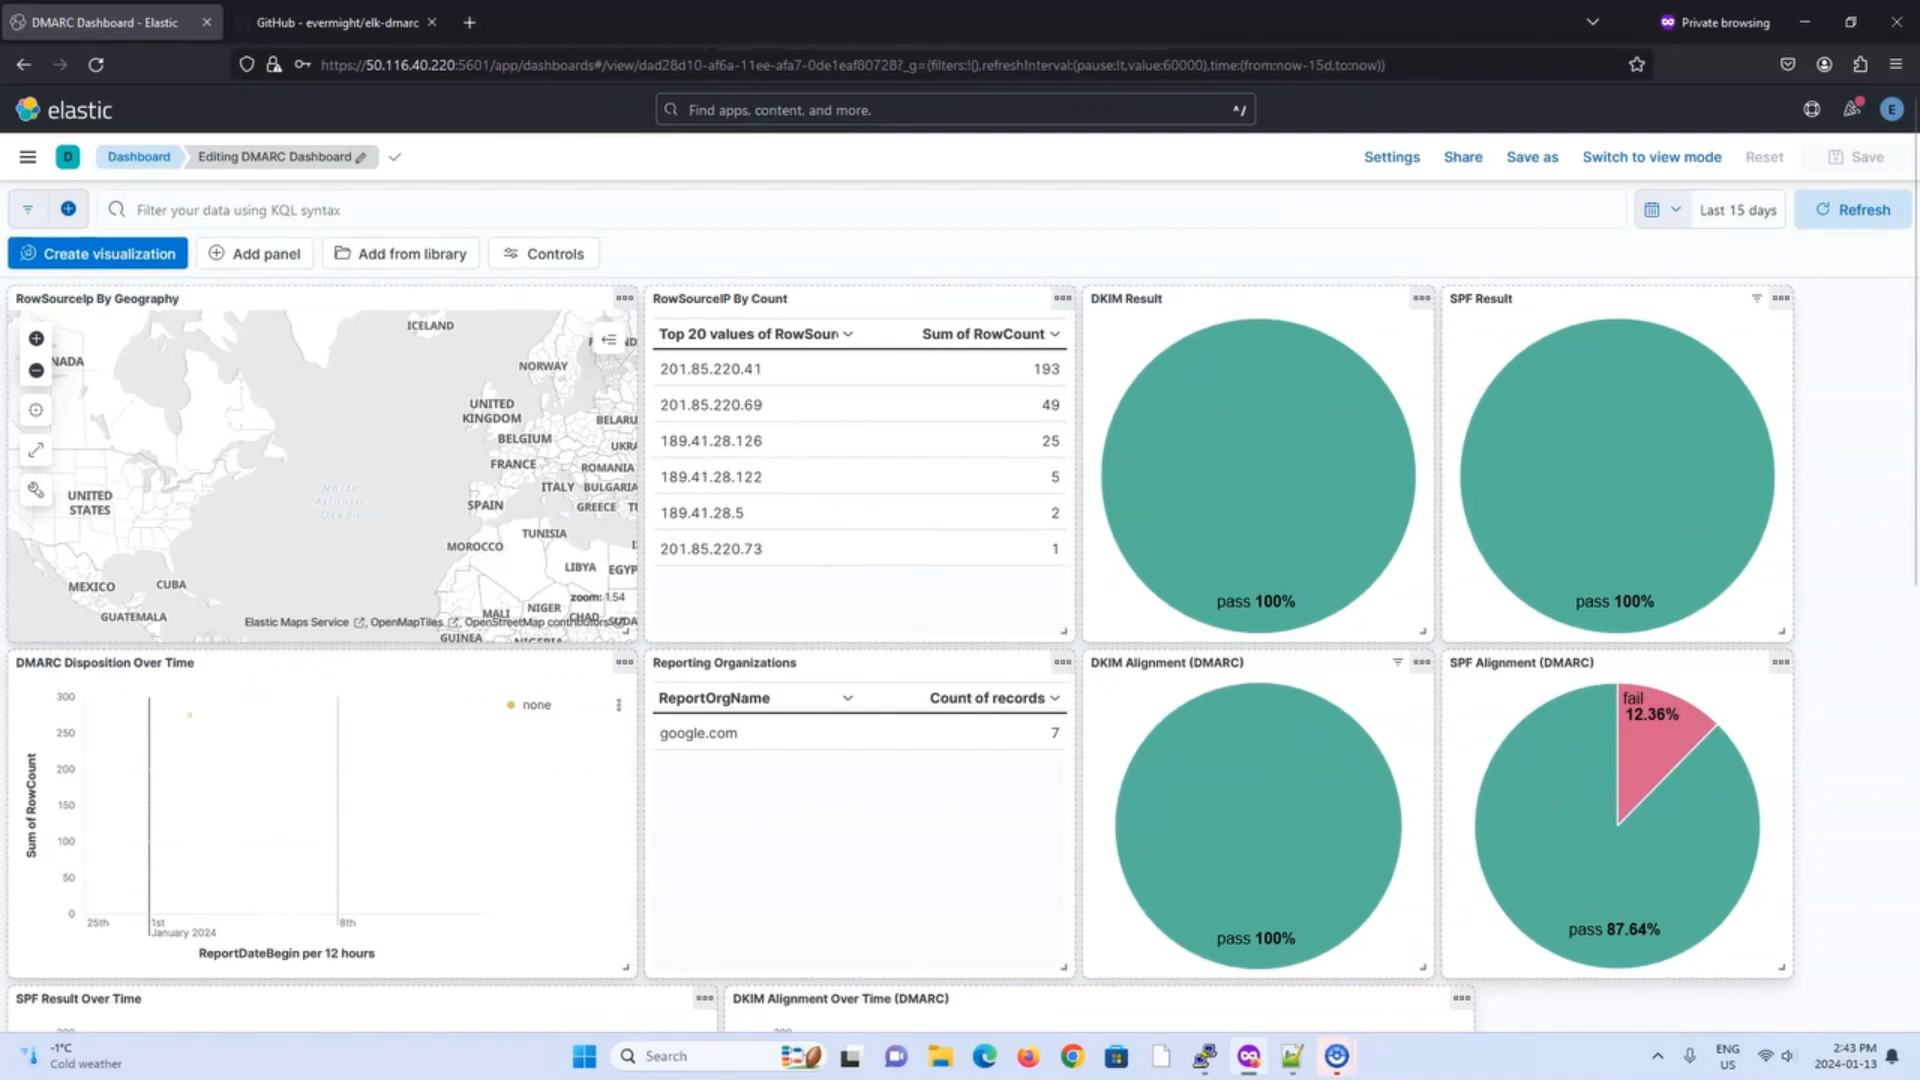 DMARC Dashboard - Elastic
GitHub - evermight/elk-dmarc
Private browsing
https://50.116.40.220:5601/app/dashboards#/view/dad28d10-af6a-11ee-afa7-0de1eaf80728?_g=(filters:!(),refreshInterval:(pause:!t,value:60000),time:(from:now-15d,to:now))
elastic
Find apps, content, and more.
^/
E
D
Dashboard
Editing DMARC Dashboard
Settings
Share
Save as
Switch to view mode
Reset
Save
Filter your data using KQL syntax
Last 15 days
Refresh
Create visualization
Add panel
Add from library
Controls
RowSourceIp By Geography
ICELAND
NADA
NORWAY
UNITED
KINGDOM
BELARU
BELGIUM
UKRA
FRANCE
ROMANIA
ITALY
BULGARIA
UNITED
STATES
North
Atlantic
Ocean
SPAIN
GREECE
TUNISIA
MOROCCO
LIBYA
EGYP
MEXICO
CUBA
zoom: 1.54
GUATEMALA
MALI
NIGER
CHAD
SUDA
Elastic Maps Service, OpenMapTiles, OpenStreetMap contributors
GUINEA
RowSourceIP By Count
Top 20 values of RowSour
Sum of RowCount
201.85.220.41 193
201.85.220.69 49
189.41.28.126 25
189.41.28.122 5
189.41.28.5 2
201.85.220.73 1
DKIM Result
pass 100%
SPF Result
pass 100%
DMARC Disposition Over Time
300
250
200
150
100
50
0
Sum of RowCount
none
25th
1st
January 2024
8th
ReportDateBegin per 12 hours
Reporting Organizations
ReportOrgName
Count of records
google.com 7
DKIM Alignment (DMARC)
pass 100%
SPF Alignment (DMARC)
fail
12.36%
pass 87.64%
SPF Result Over Time
DKIM Alignment Over Time (DMARC)
-1°C
Cold weather
Search
ENG
US
2:43 PM
2024-01-13